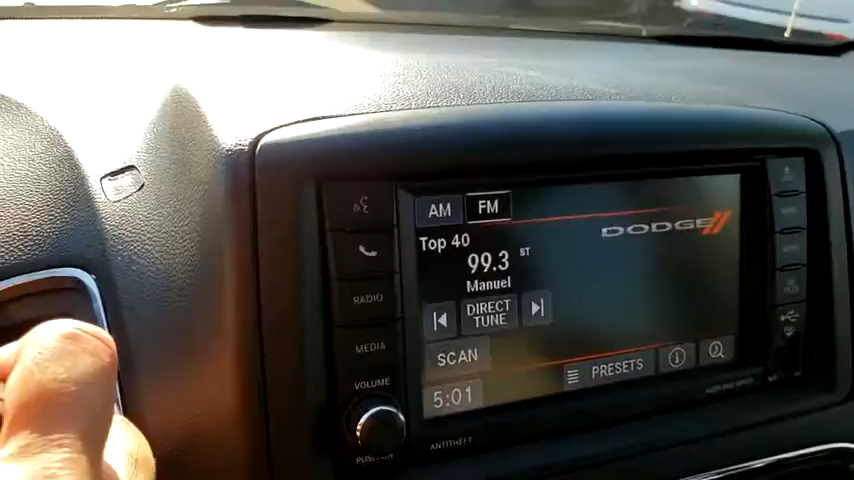 AM FM
DODGE
Top 40
ST
99.3
Manuel
DIRECT
TUNE
RADIO
MEDIA
SCAN
PRESETS
VOLUME
5:01
ANTITHEFT